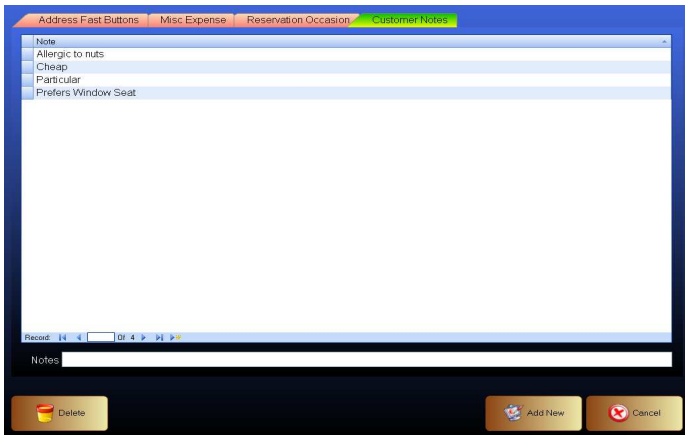 Address Fast Buttons Misc Expense Reservation Occasion Customer Notes
Note
Allergic to nuts
Cheap
Particular
Prefers Window Seat
Record: Of 4
Notes
Delete Add New Cancel